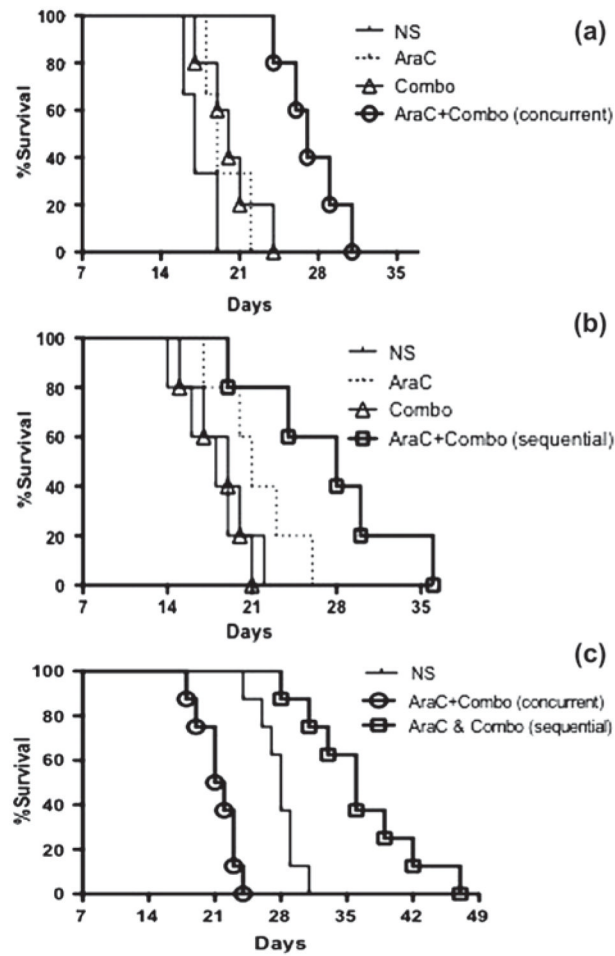 (a)
NS
AraC
Combo
AraC+Combo (concurrent)
%Survival
100
80
60
40
20
0
7 14 21 28 35
Days
(b)
NS
AraC
Combo
AraC+Combo (sequential)
%Survival
100
80
60
40
20
0
7 14 21 28 35
Days
(c)
NS
AraC+Combo (concurrent)
AraC & Combo (sequential)
%Survival
100
80
60
40
20
0
7 14 21 28 35 42 49
Days